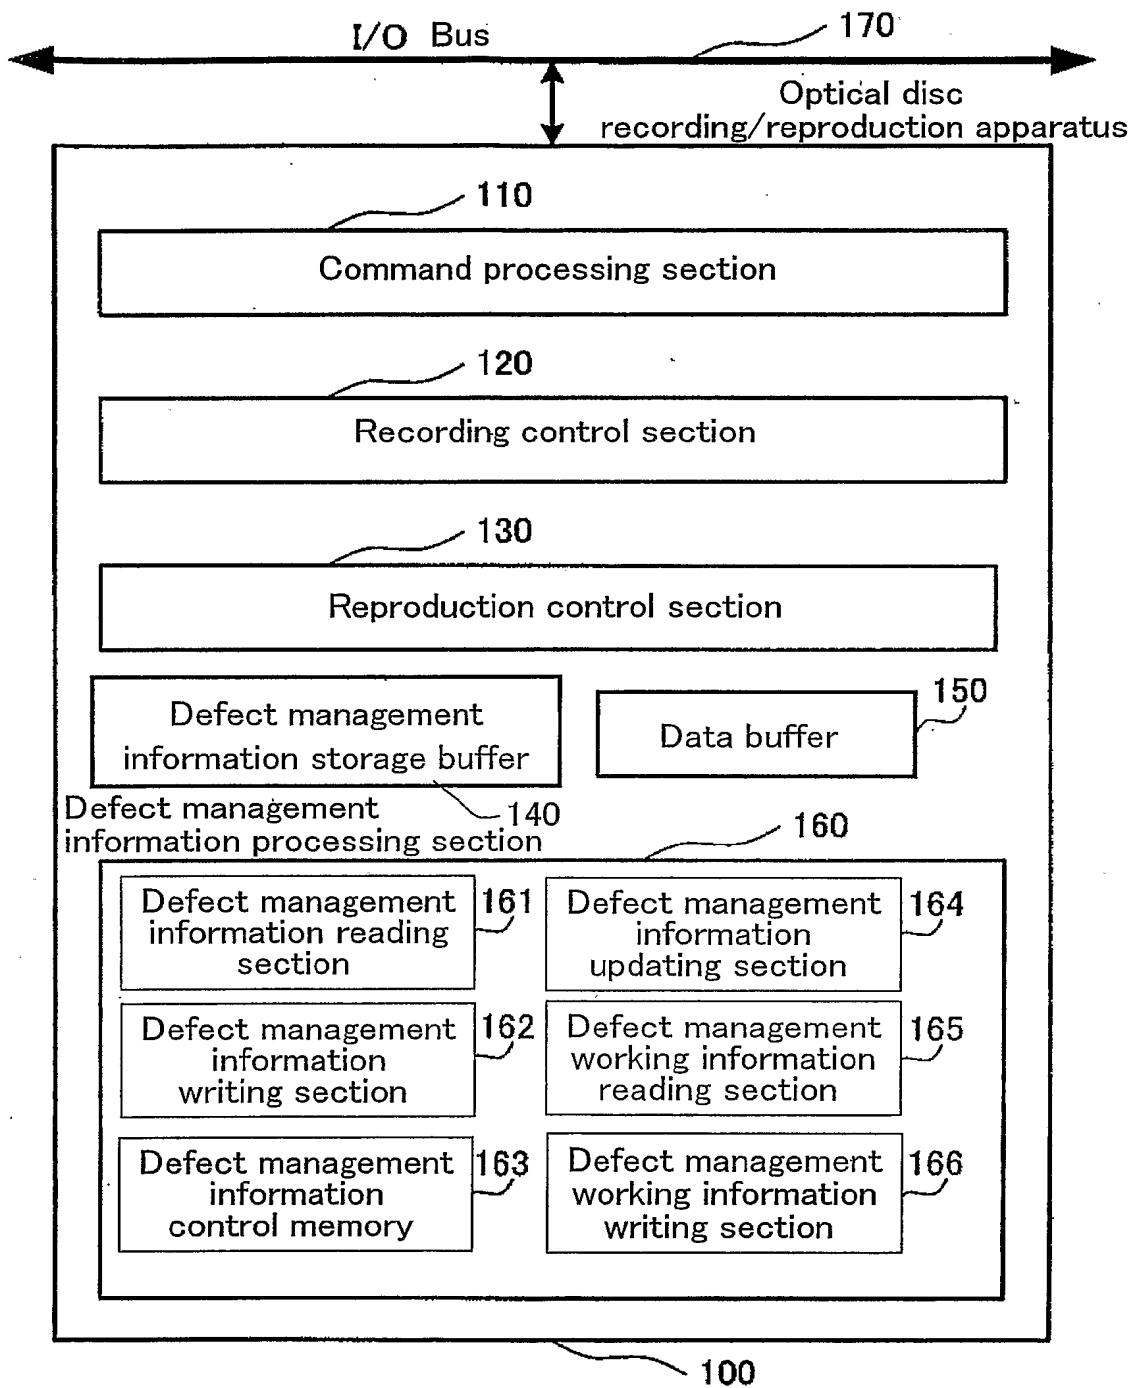 I/O Bus
170
Optical disc
recording/reproduction apparatus
110
Command processing section
120
Recording control section
130
Reproduction control section
Defect management
information storage buffer
140
150
Data buffer
Defect management
information processing section
160
Defect management
information reading
section
161
Defect management
information
updating section
164
Defect management
information
writing section
162
Defect management
working information
reading section
165
Defect management
information
control memory
163
Defect management
working information
writing section
166
100